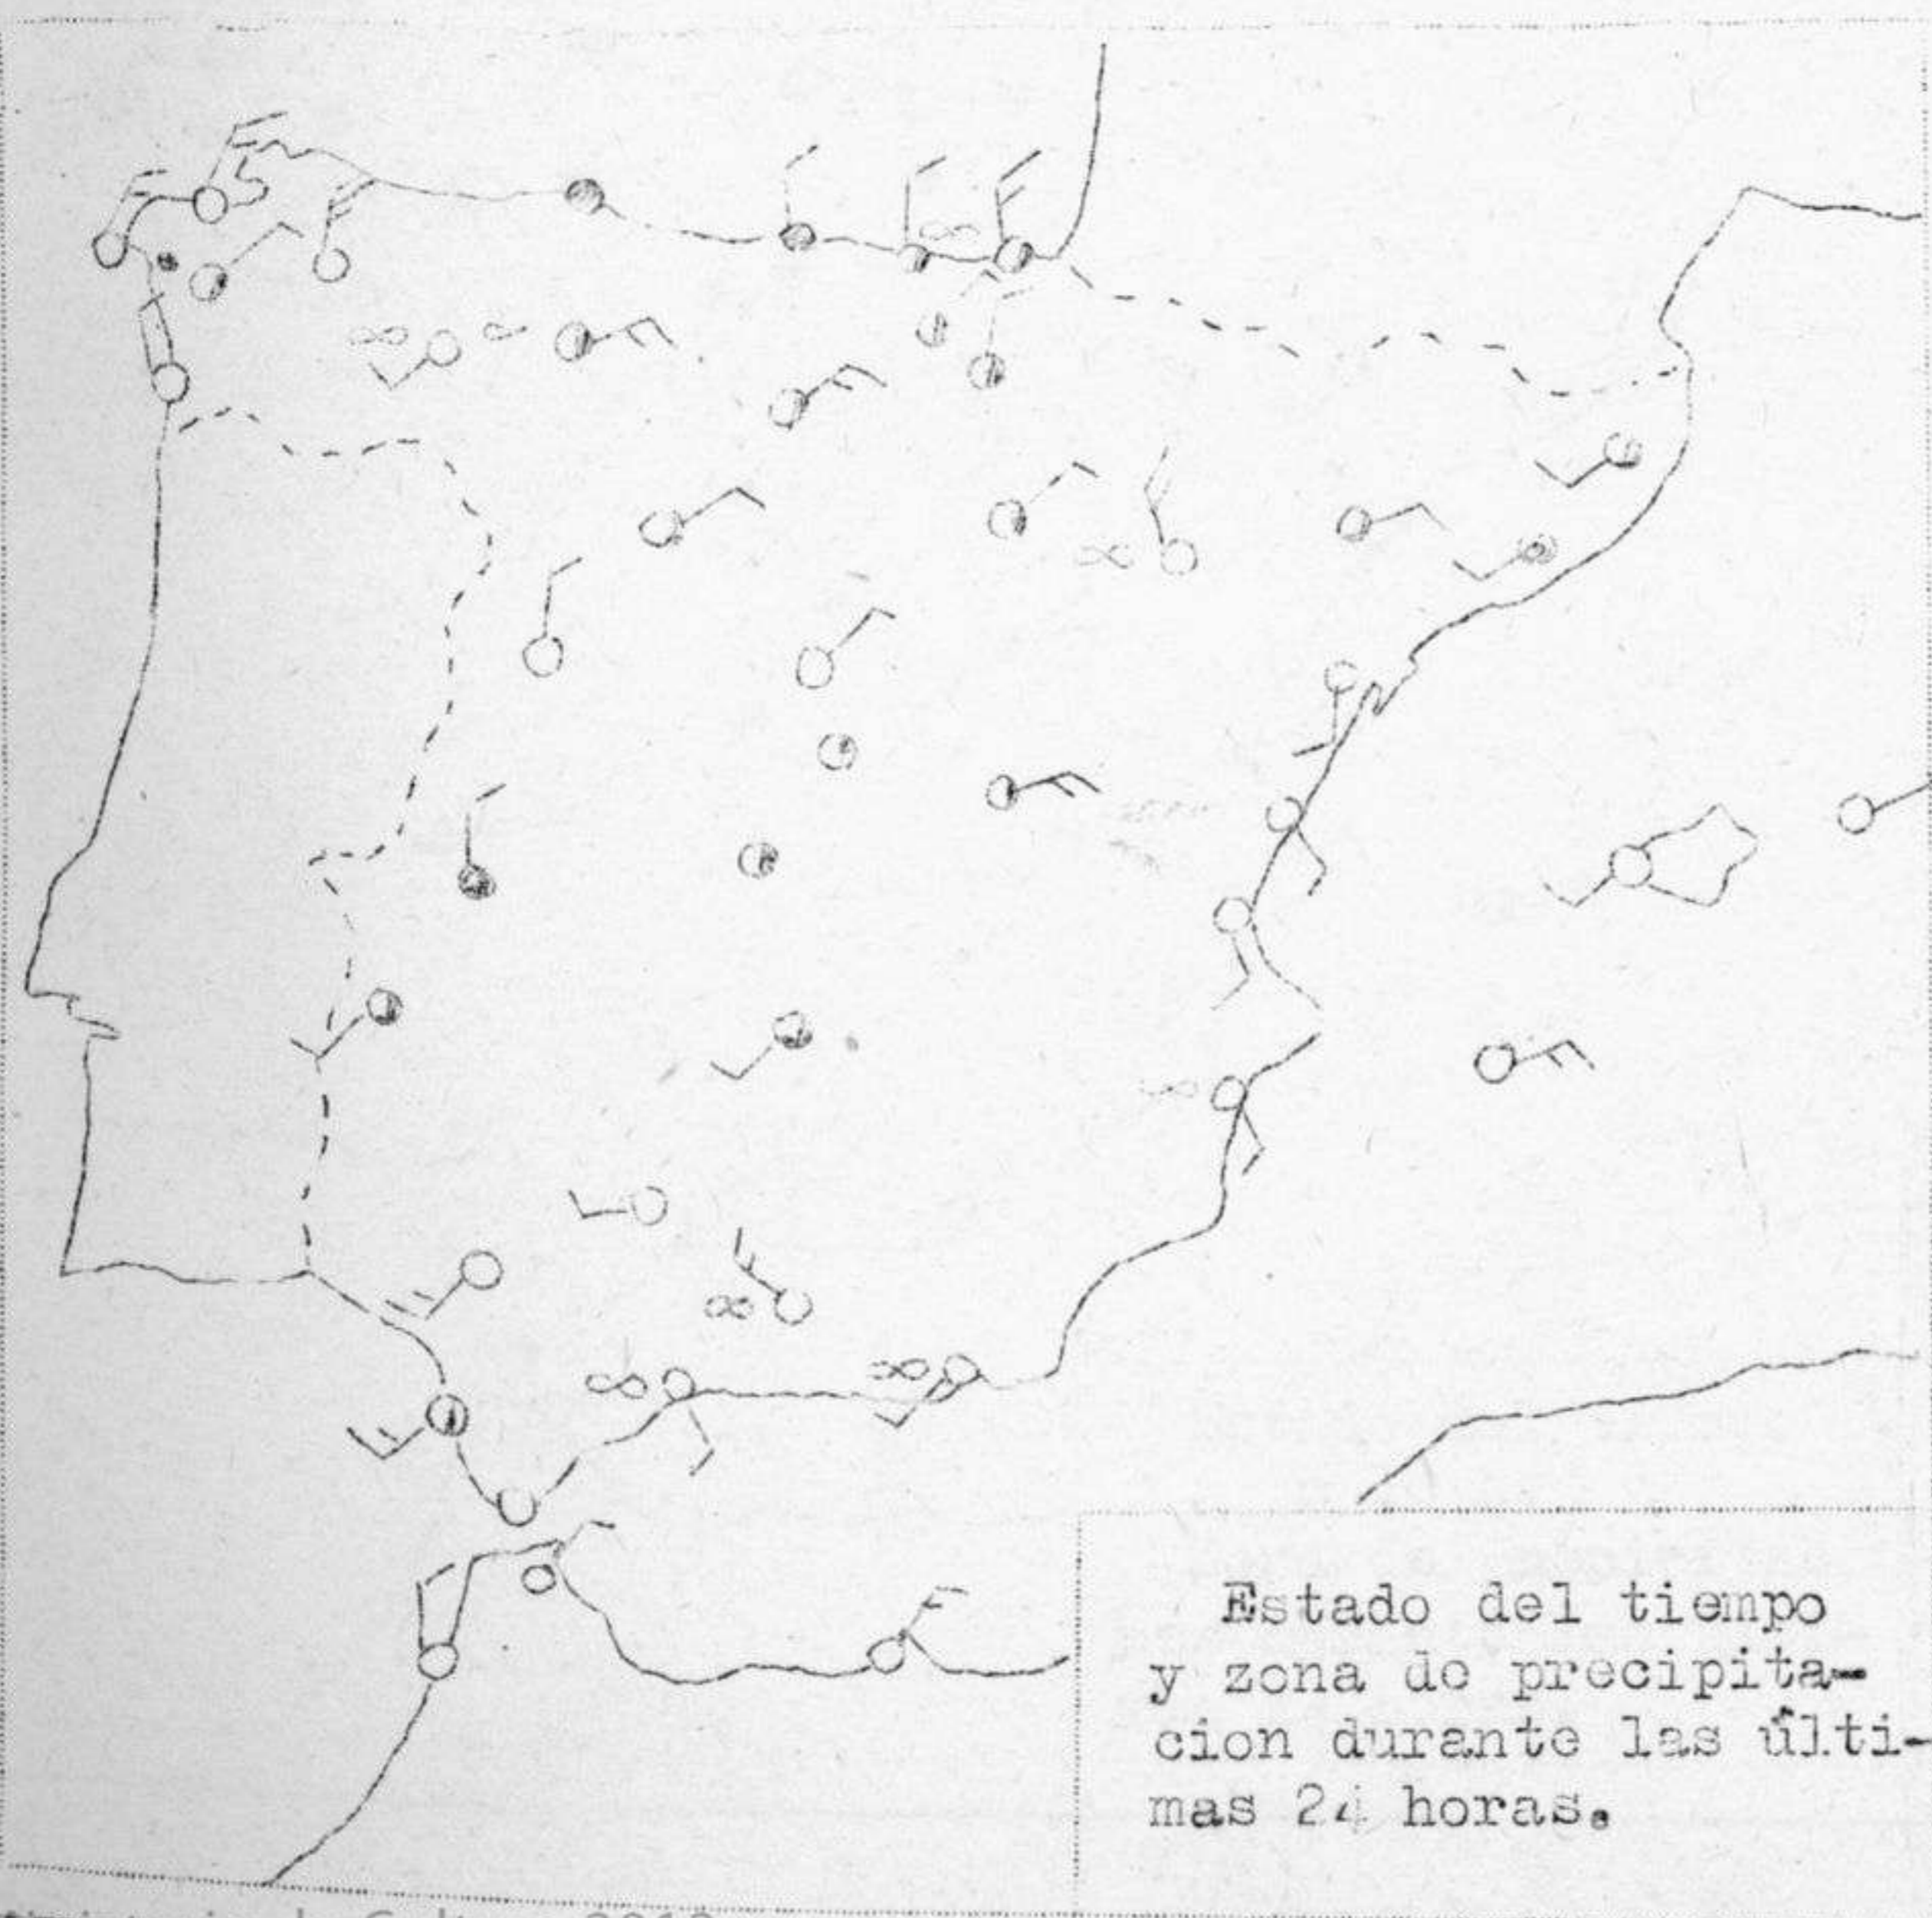 Estado del tiempo
y zona de precipita-
cion durante las últi-
mas 24 horas.